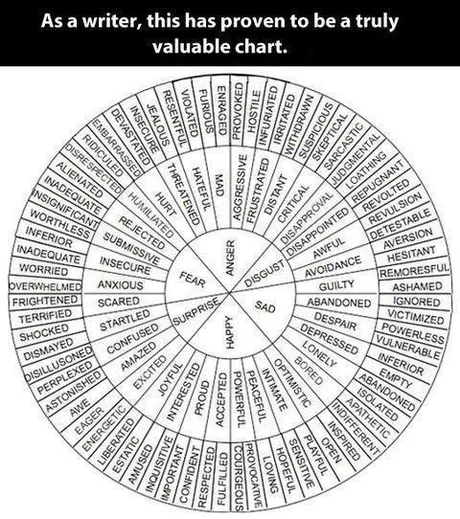 As a writer, this has proven to be a truly
valuable chart.
ANGER
DISGUST
SAD
HAPPY
SURPRISE
FEAR
HUMILIATED
HURT
THREATENED
HATEFUL
MAD
AGGRESSIVE
FRUSTRATED
DISTANT
CRITICAL
DISAPPROVAL
DISAPPOINTED
AWFUL
AVOIDANCE
GUILTY
ABANDONED
DESPAIR
DEPRESSED
LONELY
BORED
OPTIMISTIC
INTIMATE
PEACEFUL
POWERFUL
ACCEPTED
PROUD
INTERESTED
JOYFUL
EXCITED
AMAZED
CONFUSED
STARTLED
SCARED
ANXIOUS
INSECURE
SUBMISSIVE
REJECTED
RIDICULED
EMBARRASSED
DEVASTATED
INSECURE
JEALOUS
RESENTFUL
VIOLATED
FURIOUS
ENRAGED
PROVOKED
HOSTILE
INFURIATED
IRRITATED
WITHDRAWN
SUSPICIOUS
SKEPTICAL
SARCASTIC
JUDGMENTAL
LOATHING
REPUGNANT
REVOLTED
REVULSION
DETESTABLE
AVERSION
HESITANT
REMORESFUL
ASHAMED
IGNORED
VICTIMIZED
POWERLESS
VULNERABLE
INFERIOR
EMPTY
ABANDONED
ISOLATED
APATHETIC
INDIFFERENT
INSPIRED
OPEN
PLAYFUL
SENSITIVE
HOPEFUL
LOVING
PROVOCATIVE
COURGEOUS
FULFILLED
RESPECTED
CONFIDENT
IMPORTANT
INQUISITIVE
AMUSED
ESTATIC
LIBERATED
ENERGETIC
EAGER
AWE
ASTONISHED
PERPLEXED
DISILLUSIONED
DISMAYED
SHOCKED
TERRIFIED
FRIGHTENED
OVERWHELMED
WORRIED
INADEQUATE
INFERIOR
WORTHLESS
INSIGNIFICANT
INADEQUATE
ALIENATED
DISRESPECTED